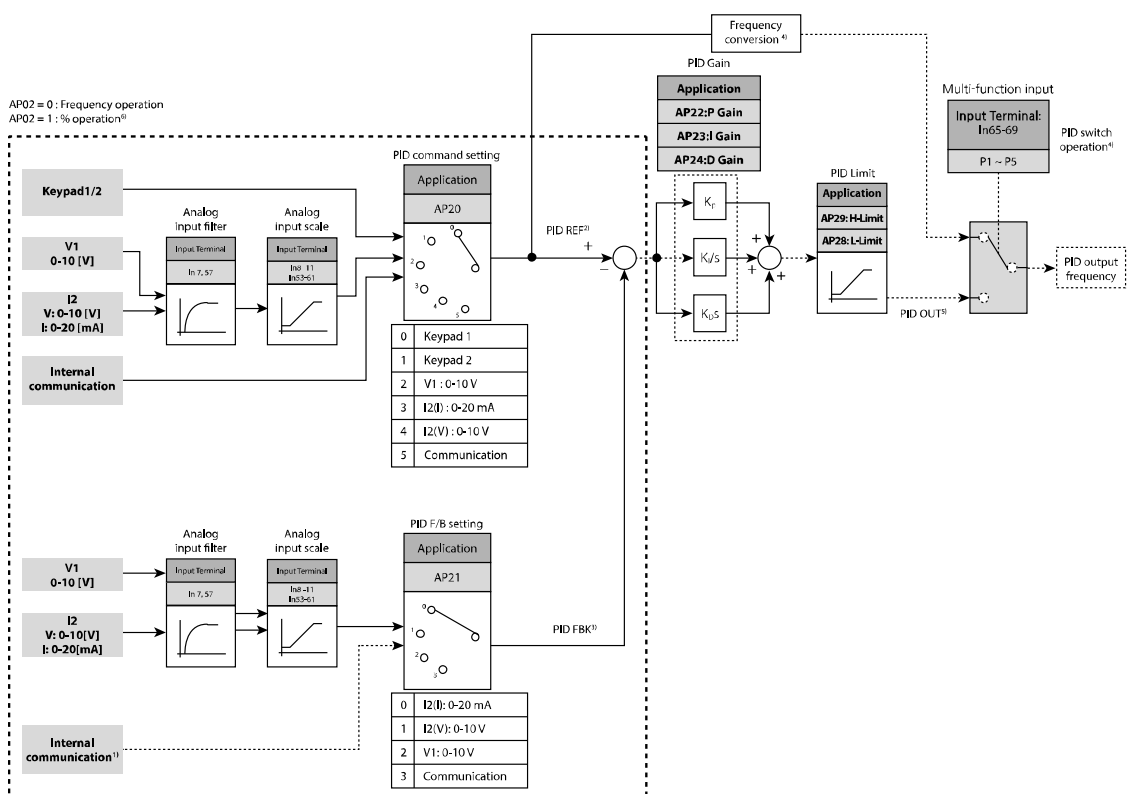 Frequency
conversion 4)
PID Gain
Application
AP22:P Gain
AP23:I Gain
AP24:D Gain
Multi-function input
Input Terminal:
In65-69
P1 ~ P5
PID switch
operation4)
AP02 = 0 : Frequency operation
AP02 = 1 : % operation6)
PID command setting
Application
AP20
0
1
2
3
4
5
Keypad1/2
V1
0-10 [V]
I2
V: 0-10 [V]
I: 0-20 [mA]
Internal
communication
Analog
input filter
Input Terminal
In 7, 57
Analog
input scale
Input Terminal
In8 -11
In53-61
0 Keypad 1
1 Keypad 2
2 V1 : 0-10 V
3 I2(I) : 0-20 mA
4 I2(V) : 0-10 V
5 Communication
PID REF2)
+
−
KP
KI/s
KDS
+
+
+
PID Limit
Application
AP29: H-Limit
AP28: L-Limit
PID OUT5)
PID output
frequency
V1
0-10 [V]
I2
V: 0-10[V]
I: 0-20[mA]
Internal
communication1)
Analog
input filter
Input Terminal
In 7, 57
Analog
input scale
Input Terminal
In8 -11
In53-61
PID F/B setting
Application
AP21
0
1
2
5
PID FBK3)
0 I2(I): 0-20 mA
1 I2(V): 0-10 V
2 V1: 0-10 V
3 Communication